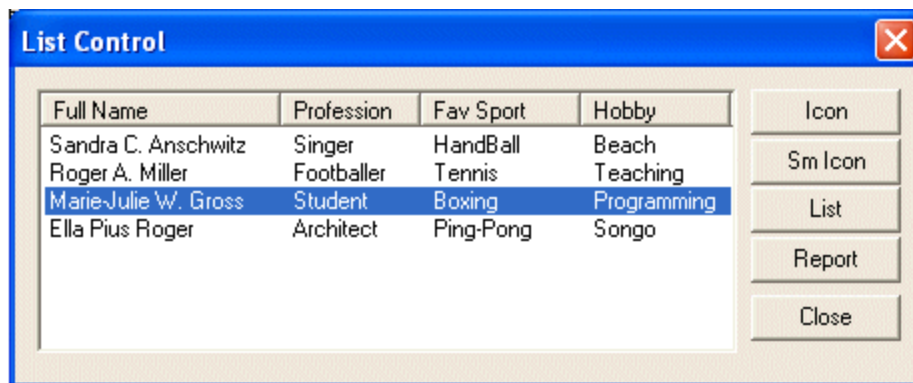 List Control
Full Name Profession Fav Sport Hobby
Sandra C. Anschwitz Singer HandBall Beach
Roger A. Miller Footballer Tennis Teaching
Marie-Julie W. Gross Student Boxing Programming
Ella Pius Roger Architect Ping-Pong Songo
Icon
Sm Icon
List
Report
Close